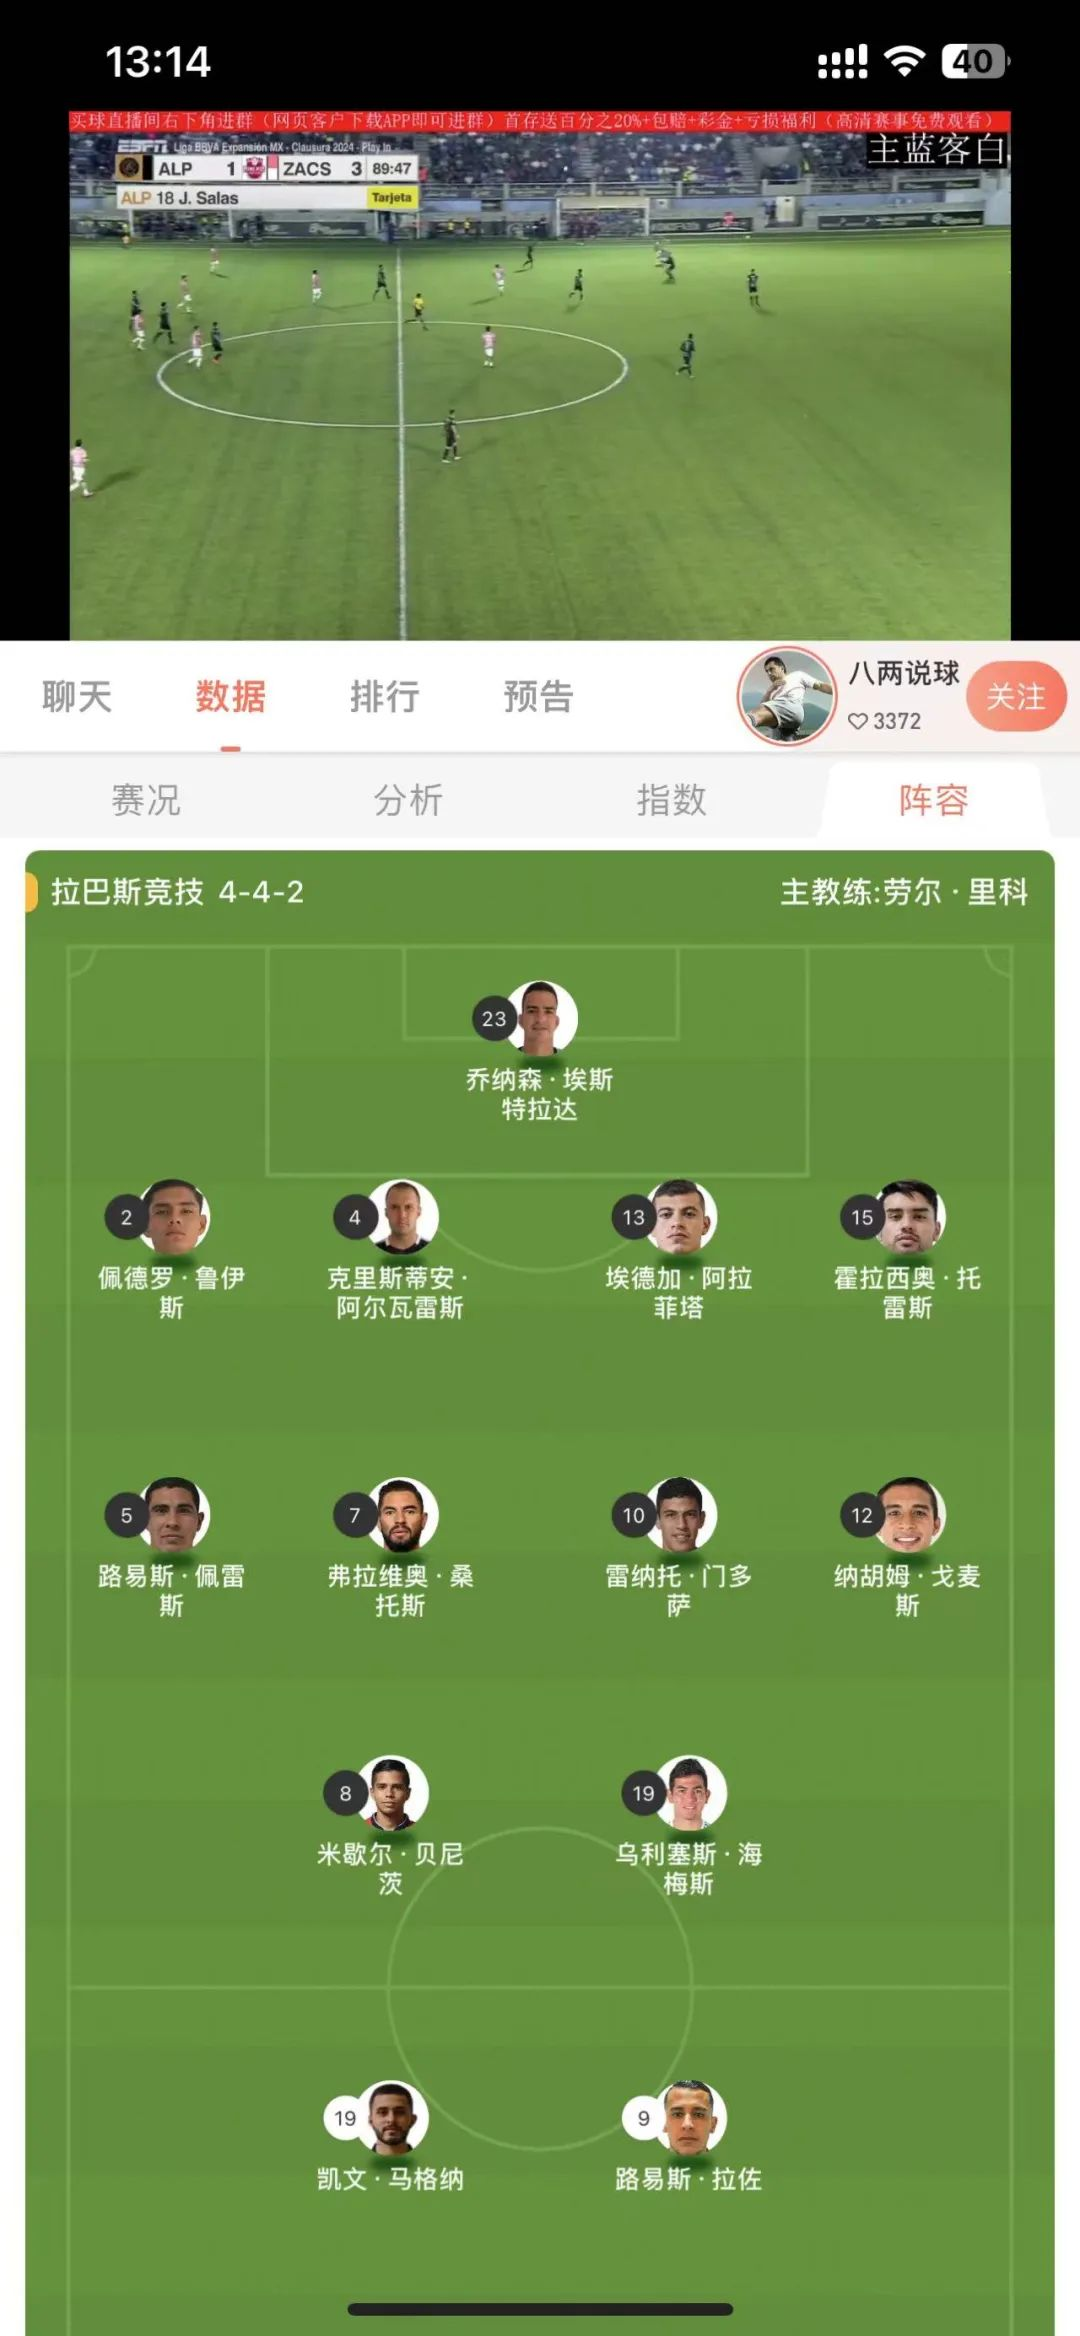 13:14
40
买球直播间右下角进群（网页客户下载APP即可进群）首存送百分之20%+包赔+彩金+亏损福利（高清赛事免费观看）
ESPN Liga BBVA Expansión MX - Clausura 2024 - Play In
主蓝客白
ALP 1 ZACS 3 89:47
ALP 18 J. Salas Tarjeta
聊天 数据 排行 预告
八两说球
3372
关注
赛况 分析 指数 阵容
拉巴斯竞技 4-4-2 主教练:劳尔·里科
23
乔纳森·埃斯
特拉达
2 4 13 15
佩德罗·鲁伊 克里斯蒂安· 埃德加·阿拉 霍拉西奥·托
斯 阿尔瓦雷斯 菲塔 雷斯
5 7 10 12
路易斯·佩雷 弗拉维奥·桑 雷纳托·门多 纳胡姆·戈麦
斯 托斯 萨 斯
8 19
米歇尔·贝尼 乌利塞斯·海
茨 梅斯
19 9
凯文·马格纳 路易斯·拉佐